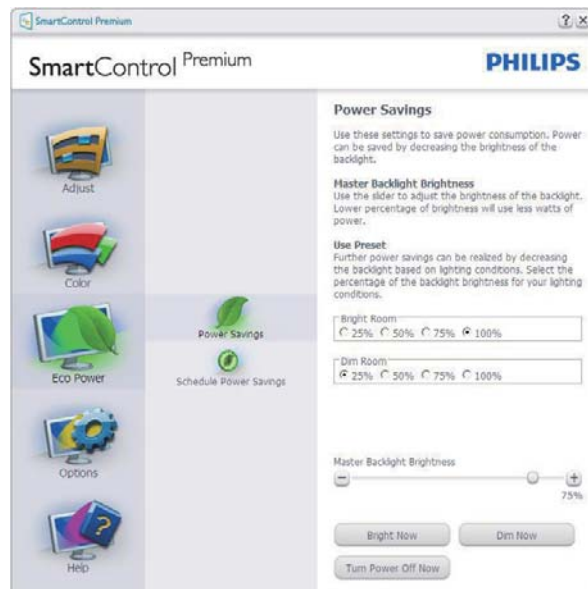 SmartControl Premium
SmartControl Premium
PHILIPS
Adjust
Color
Eco Power
Options
Help
Power Savings
Schedule Power Savings
Power Savings
Use these settings to save power consumption. Power
can be saved by decreasing the brightness of the
backlight.
Master Backlight Brightness
Use the slider to adjust the brightness of the backlight.
Lower percentage of brightness will use less watts of
power.
Use Preset
Further power savings can be realized by decreasing
the backlight based on lighting conditions. Select the
percentage of the backlight brightness for your lighting
conditions.
Bright Room
25% 50% 75% 100%
Dim Room
25% 50% 75% 100%
Master Backlight Brightness
75%
Bright Now
Dim Now
Turn Power Off Now